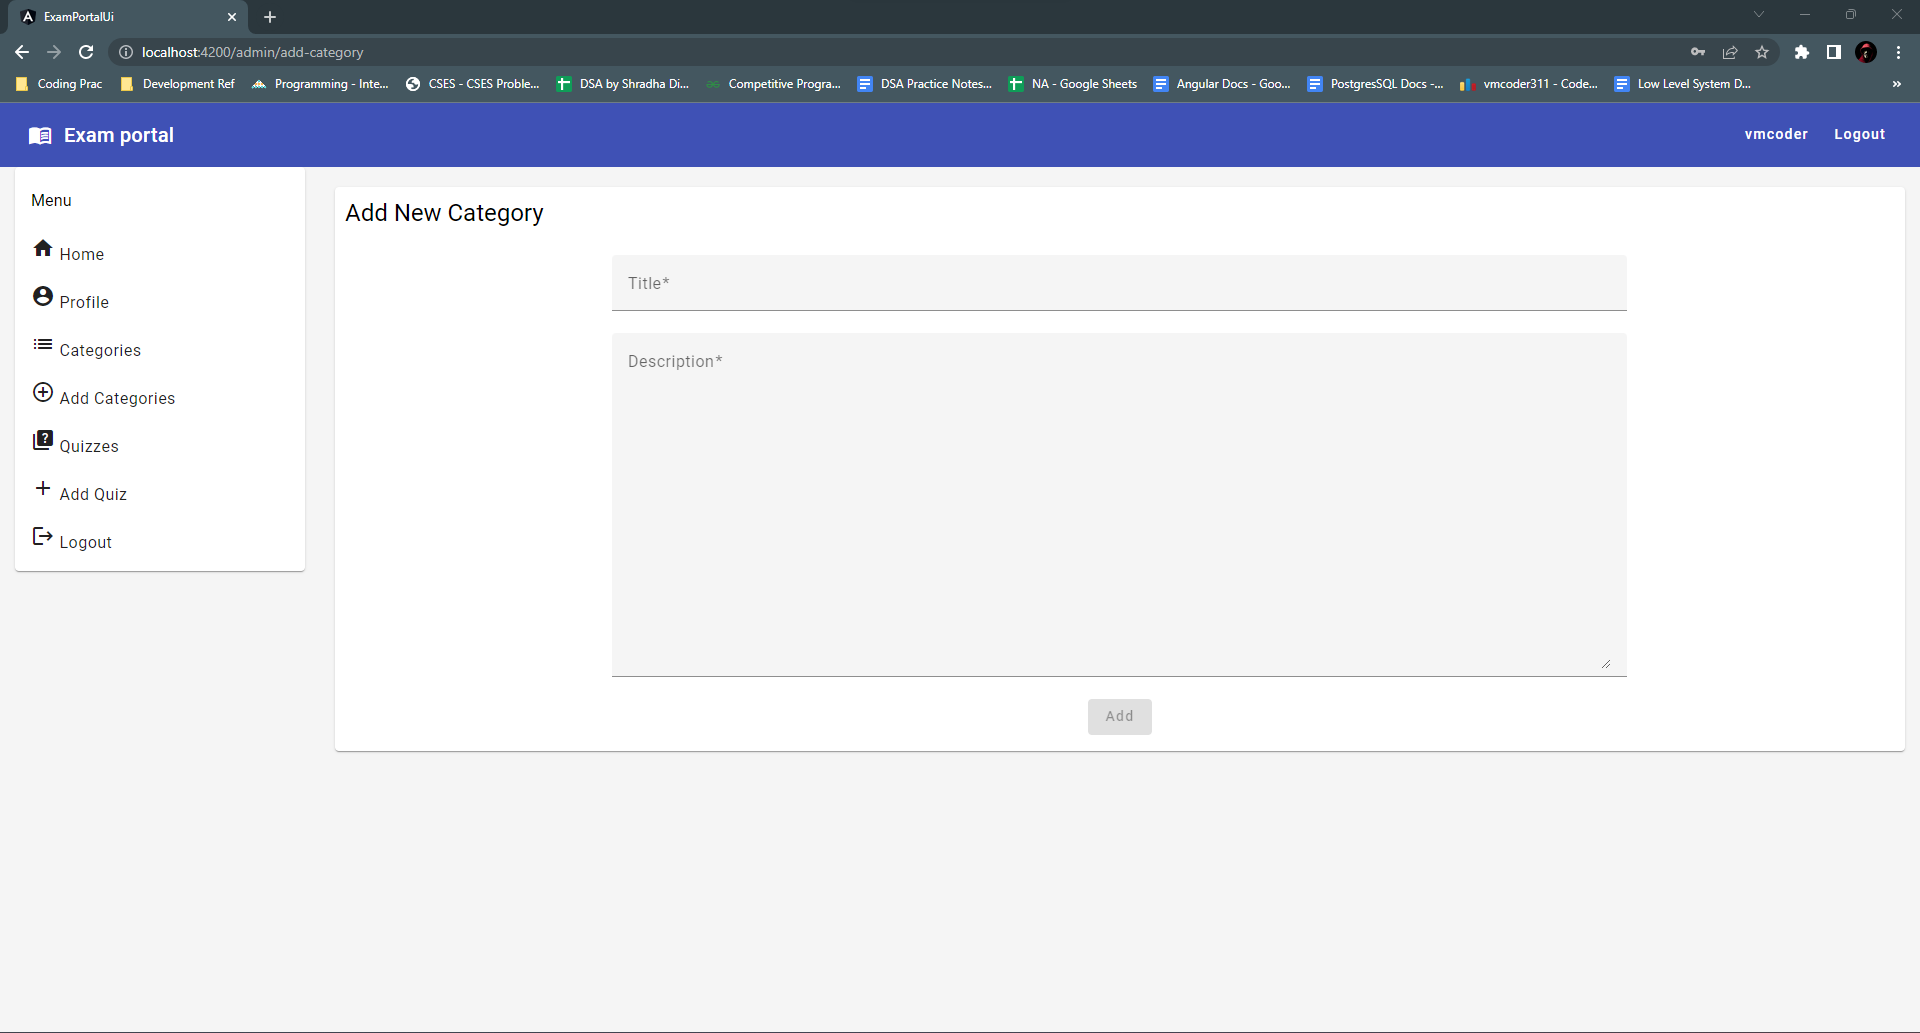 ExamPortalUi
localhost:4200/admin/add-category
Coding Prac Development Ref Programming - Inte... CSES - CSES Proble... DSA by Shradha Di... Competitive Progra... DSA Practice Notes... NA - Google Sheets Angular Docs - Goo... PostgresSQL Docs -... vmcoder311 - Code... Low Level System D... »
Exam portal vmcoder Logout
Menu
Home
Profile
Categories
Add Categories
Quizzes
Add Quiz
Logout
Add New Category
Title*
Description*
Add